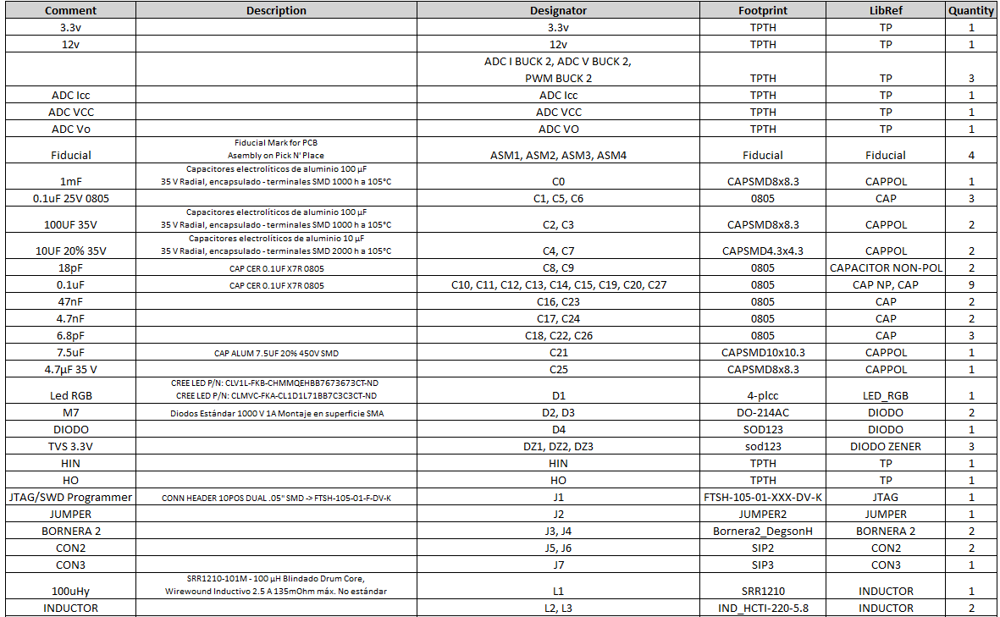 Comment Description Designator Footprint LibRef Quantity
3.3v 3.3v TPTH TP 1
12v 12v TPTH TP 1
ADC I BUCK 2, ADC V BUCK 2,
PWM BUCK 2 TPTH TP 3
ADC Icc ADC Icc TPTH TP 1
ADC VCC ADC VCC TPTH TP 1
ADC Vo ADC VO TPTH TP 1
Fiducial Mark for PCB
Fiducial Asembly on Pick N' Place ASM1, ASM2, ASM3, ASM4 Fiducial Fiducial 4
Capacitores electrolíticos de aluminio 100 µF
1mF 35 V Radial, encapsulado - terminales SMD 1000 h a 105°C C0 CAPSMD8x8.3 CAPPOL 1
0.1uF 25V 0805 C1, C5, C6 0805 CAP 3
Capacitores electrolíticos de aluminio 100 µF
100UF 35V 35 V Radial, encapsulado - terminales SMD 1000 h a 105°C C2, C3 CAPSMD8x8.3 CAPPOL 2
Capacitores electrolíticos de aluminio 10 µF
10UF 20% 35V 35 V Radial, encapsulado - terminales SMD 2000 h a 105°C C4, C7 CAPSMD4.3x4.3 CAPPOL 2
18pF CAP CER 0.1UF X7R 0805 C8, C9 0805 CAPACITOR NON-POL 2
0.1uF CAP CER 0.1UF X7R 0805 C10, C11, C12, C13, C14, C15, C19, C20, C27 0805 CAP NP, CAP 9
47nF C16, C23 0805 CAP 2
4.7nF C17, C24 0805 CAP 2
6.8pF C18, C22, C26 0805 CAP 3
7.5uF CAP ALUM 7.5UF 20% 450V SMD C21 CAPSMD10x10.3 CAPPOL 1
4.7µF 35 V C25 CAPSMD8x8.3 CAPPOL 1
CREE LED P/N: CLV1L-FKB-CHMMQEHBB7673673CT-ND
Led RGB CREE LED P/N: CLMVC-FKA-CL1D1L71BB7C3C3CT-ND D1 4-plcc LED_RGB 1
M7 Diodos Estándar 1000 V 1A Montaje en superficie SMA D2, D3 DO-214AC DIODO 2
DIODO D4 SOD123 DIODO 1
TVS 3.3V DZ1, DZ2, DZ3 sod123 DIODO ZENER 3
HIN HIN TPTH TP 1
HO HO TPTH TP 1
JTAG/SWD Programmer CONN HEADER 10POS DUAL .05" SMD -> FTSH-105-01-F-DV-K J1 FTSH-105-01-XXX-DV-K JTAG 1
JUMPER J2 JUMPER2 JUMPER 1
BORNERA 2 J3, J4 Bornera2_DegsonH BORNERA 2 2
CON2 J5, J6 SIP2 CON2 2
CON3 J7 SIP3 CON3 1
SRR1210-101M - 100 µH Blindado Drum Core,
100uHy Wirewound Inductivo 2.5 A 135mOhm máx. No estándar L1 SRR1210 INDUCTOR 1
INDUCTOR L2, L3 IND_HCTI-220-5.8 INDUCTOR 2